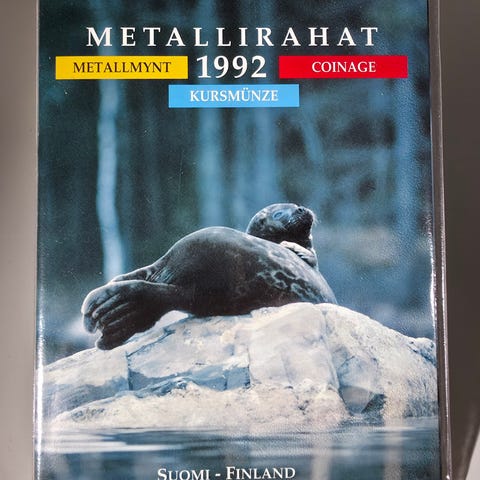 METALLIRAHAT
METALLMYNT 1992 COINAGE
KURSMÜNZE
SUOMI - FINLAND